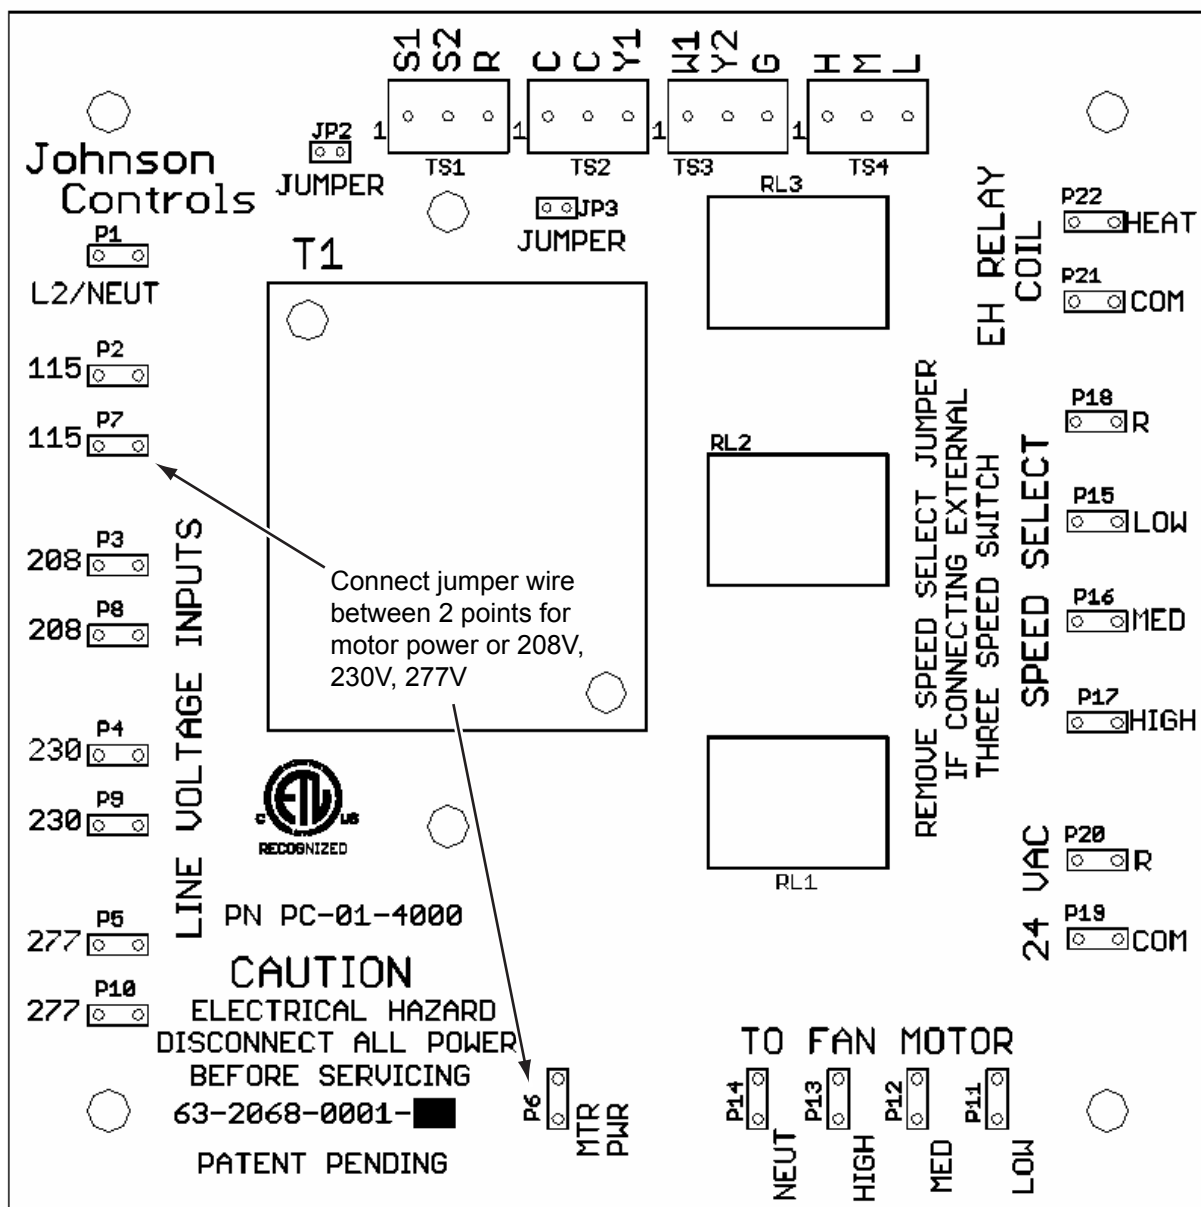 S1 S2 R C C Y1 W1 Y2 G H M L
1 1 1 1
TS1 TS2 TS3 TS4
JP2
JUMPER
JP3
JUMPER
Johnson
Controls
P1
L2/NEUT
P2
115
P7
115
P3
208
P8
208
P4
230
P9
230
P5
277
P10
277
LINE VOLTAGE INPUTS
T1
Connect jumper wire
between 2 points for
motor power or 208V,
230V, 277V
C ETL US
RECOGNIZED
PN PC-01-4000
CAUTION
ELECTRICAL HAZARD
DISCONNECT ALL POWER
BEFORE SERVICING
63-2068-0001-
PATENT PENDING
RL3
RL2
RL1
REMOVE SPEED SELECT JUMPER
IF CONNECTING EXTERNAL
THREE SPEED SWITCH
EH RELAY
COIL
P22
HEAT
P21
COM
SPEED SELECT
P18
R
P15
LOW
P16
MED
P17
HIGH
24 VAC
P20
R
P19
COM
P6
MTR
PWR
TO FAN MOTOR
P14 P13 P12 P11
NEUT HIGH MED LOW